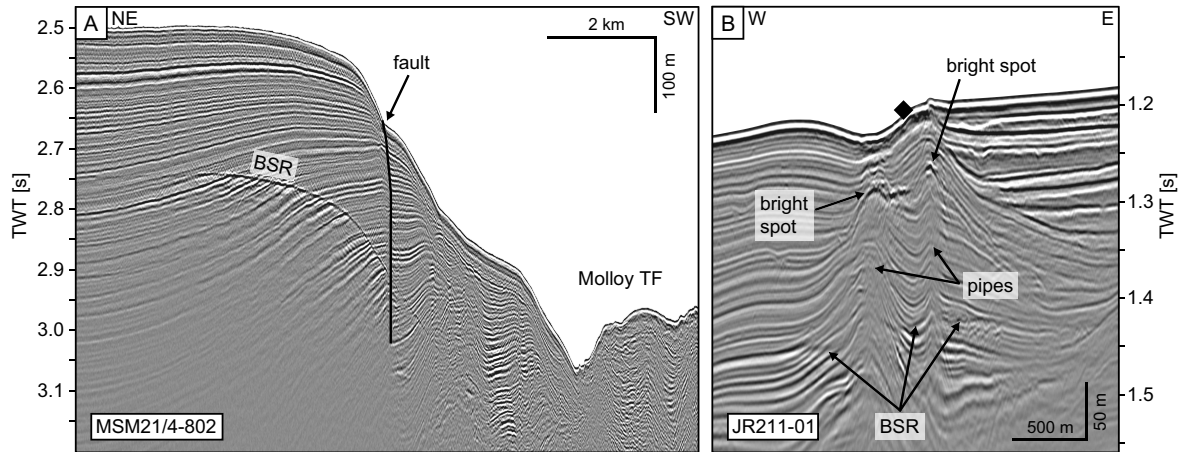 A
NE
SW
2.5
2.6
2.7
2.8
2.9
3.0
3.1
TWT [s]
2 km
100 m
fault
BSR
Molloy TF
MSM21/4-802
B
W
E
bright spot
bright
spot
pipes
BSR
1.2
1.3
1.4
1.5
TWT [s]
500 m
50 m
JR211-01